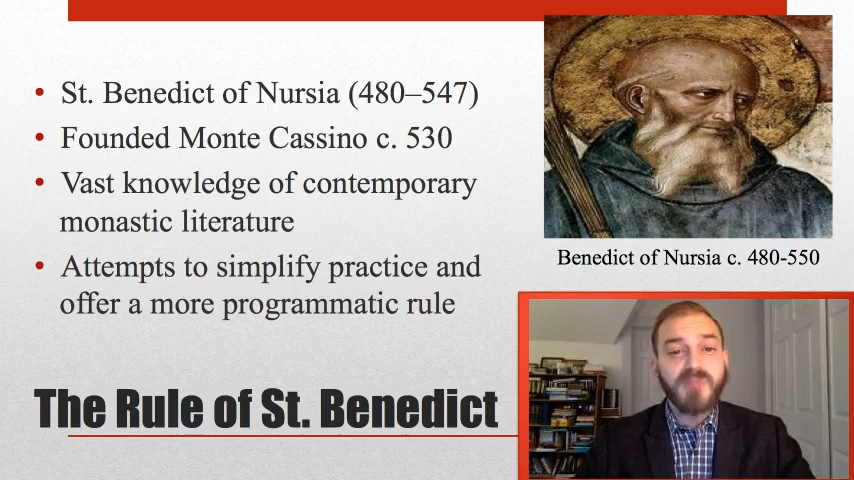 • St. Benedict of Nursia (480–547)
• Founded Monte Cassino c. 530
• Vast knowledge of contemporary
monastic literature
• Attempts to simplify practice and
offer a more programmatic rule
Benedict of Nursia c. 480-550
The Rule of St. Benedict